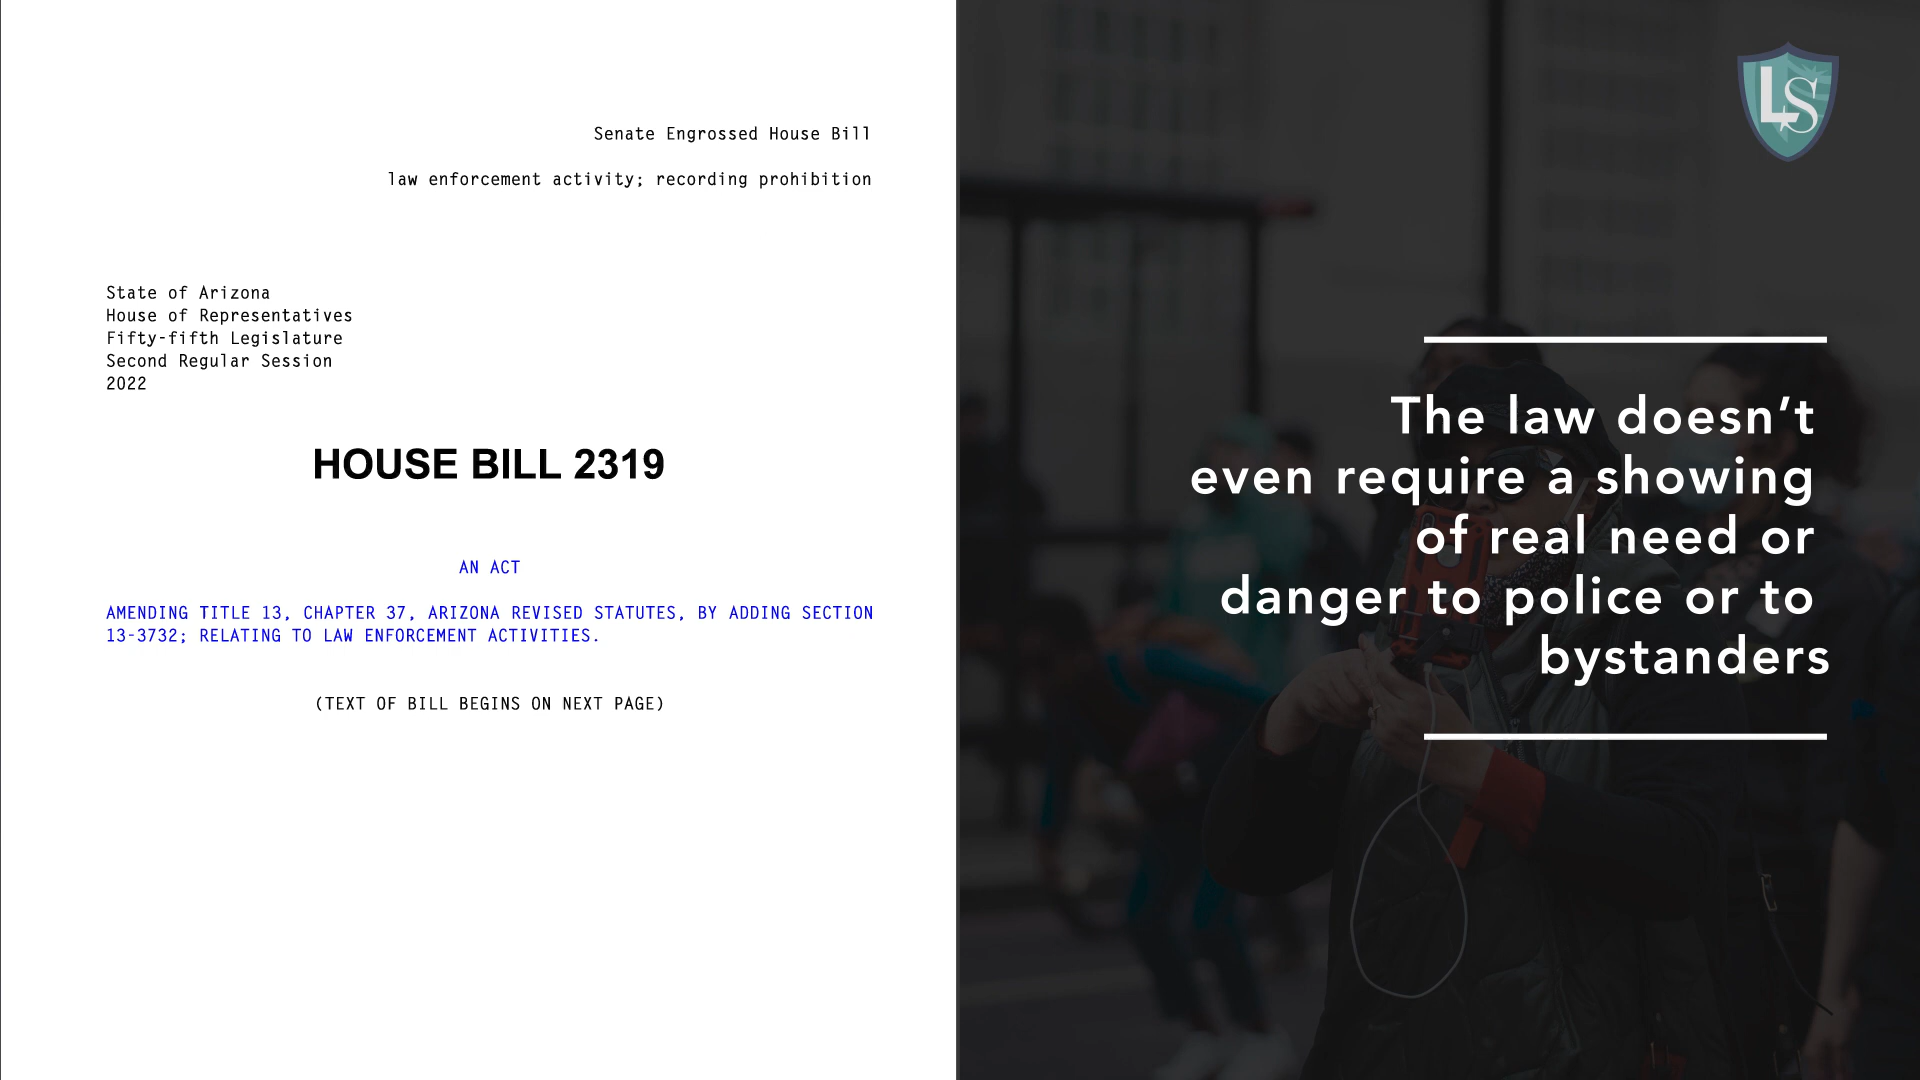 Senate Engrossed House Bill
law enforcement activity; recording prohibition
State of Arizona
House of Representatives
Fifty-fifth Legislature
Second Regular Session
2022
HOUSE BILL 2319
AN ACT
AMENDING TITLE 13, CHAPTER 37, ARIZONA REVISED STATUTES, BY ADDING SECTION
13-3732; RELATING TO LAW ENFORCEMENT ACTIVITIES.
(TEXT OF BILL BEGINS ON NEXT PAGE)
LS
The law doesn’t
even require a showing
of real need or
danger to police or to
bystanders